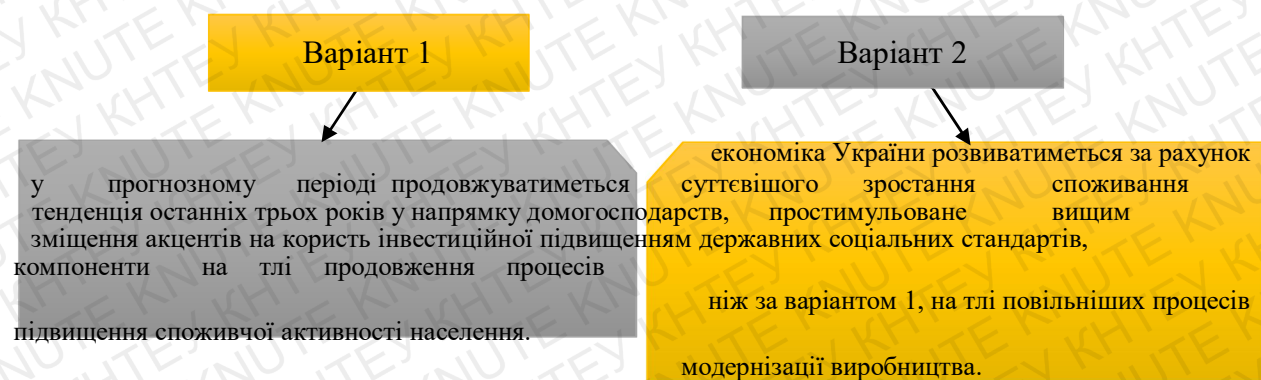 Варіант 1
у прогнозному періоді продовжуватиметься
тенденція останніх трьох років у напрямку
зміщення акцентів на користь інвестиційної
компоненти на тлі продовження процесів
підвищення споживчої активності населення.
Варіант 2
економіка України розвиватиметься за рахунок
суттєвішого зростання споживання
домогосподарств, простимульоване вищим
підвищенням державних соціальних стандартів,
ніж за варіантом 1, на тлі повільніших процесів
модернізації виробництва.